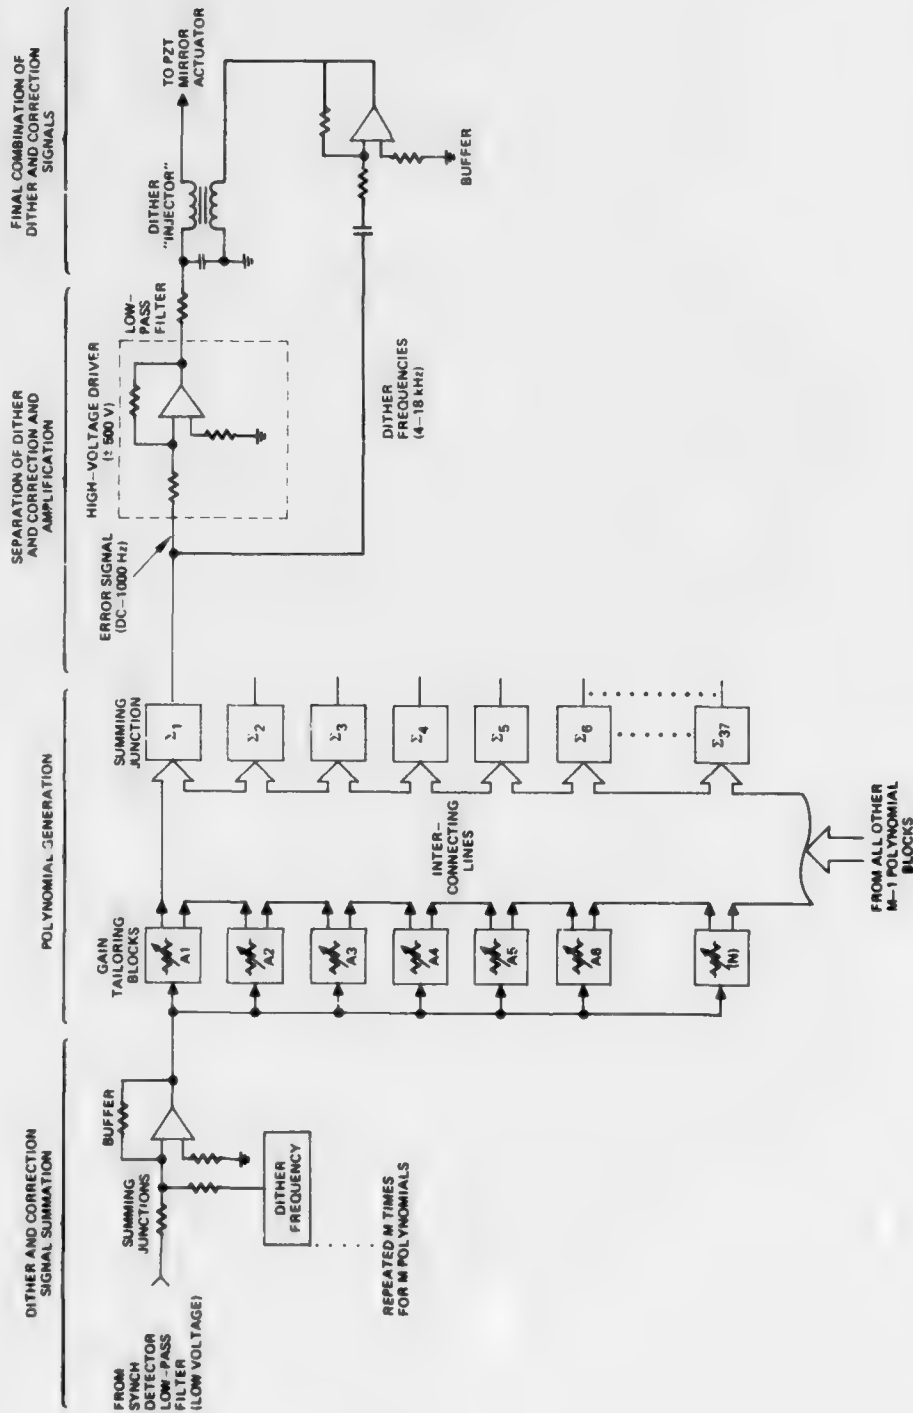 DITHER AND CORRECTION
SIGNAL SUMMATION
POLYNOMIAL GENERATION
SEPARATION OF DITHER
AND CORRECTION AND
AMPLIFICATION
FINAL COMBINATION OF
DITHER AND CORRECTION
SIGNALS
FROM
SYNCH
DETECTOR
LOW-PASS
FILTER
(LOW VOLTAGE)
SUMMING
JUNCTIONS
BUFFER
DITHER
FREQUENCY
REPEATED M TIMES
FOR M POLYNOMIALS
GAIN
TAILORING
BLOCKS
A1
A2
A3
A4
A5
A6
(N)
INTER-
CONNECTING
LINES
FROM ALL OTHER
M-1 POLYNOMIAL
BLOCKS
SUMMING
JUNCTION
Σ1
Σ2
Σ3
Σ4
Σ5
Σ6
Σ37
ERROR SIGNAL
(DC-1000 Hz)
HIGH-VOLTAGE DRIVER
(± 500 V)
LOW-
PASS
FILTER
DITHER
FREQUENCIES
(4-18 kHz)
DITHER
"INJECTOR"
TO PZT
MIRROR
ACTUATOR
BUFFER